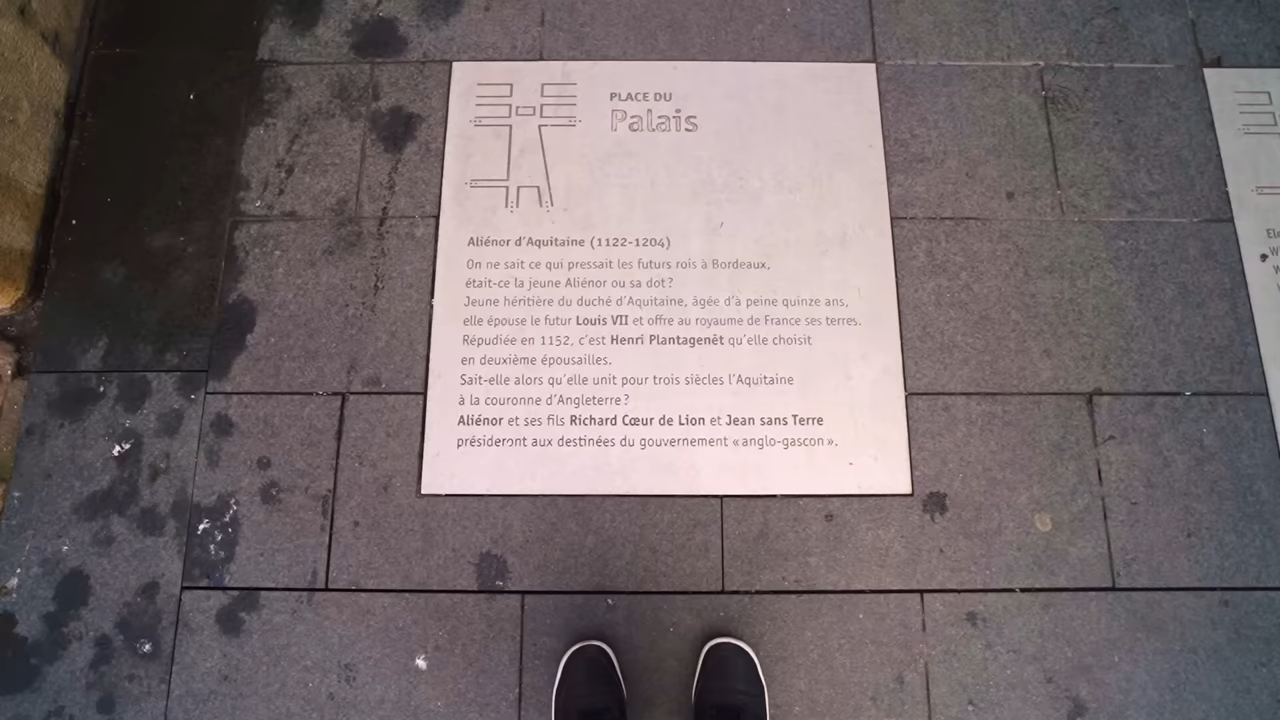 PLACE DU
Palais
Aliénor d'Aquitaine (1122-1204)
On ne sait ce qui pressait les futurs rois à Bordeaux,
était-ce la jeune Aliénor ou sa dot ?
Jeune héritière du duché d'Aquitaine, âgée d'à peine quinze ans,
elle épouse le futur Louis VII et offre au royaume de France ses terres.
Répudiée en 1152, c'est Henri Plantagenêt qu'elle choisit
en deuxième épousailles.
Sait-elle alors qu'elle unit pour trois siècles l'Aquitaine
à la couronne d'Angleterre ?
Aliénor et ses fils Richard Cœur de Lion et Jean sans Terre
présideront aux destinées du gouvernement « anglo-gascon ».